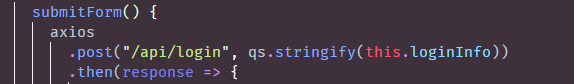 submitForm() {
axios
.post("/api/login", qs.stringify(this.loginInfo))
.then(response => {